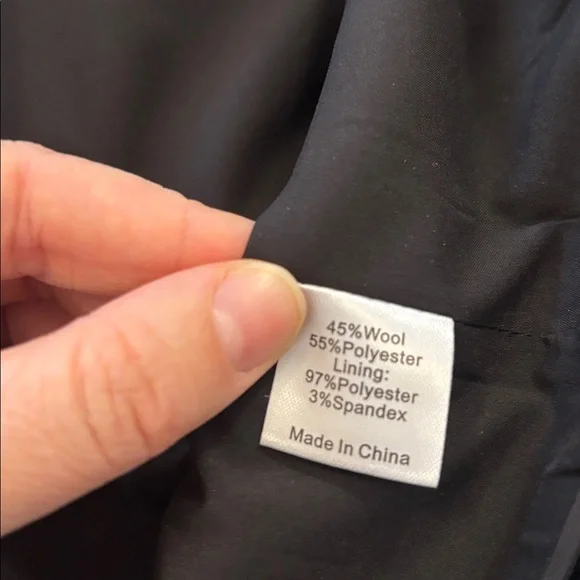 45%Wool
55%Polyester
Lining:
97%Polyester
3%Spandex
Made In China